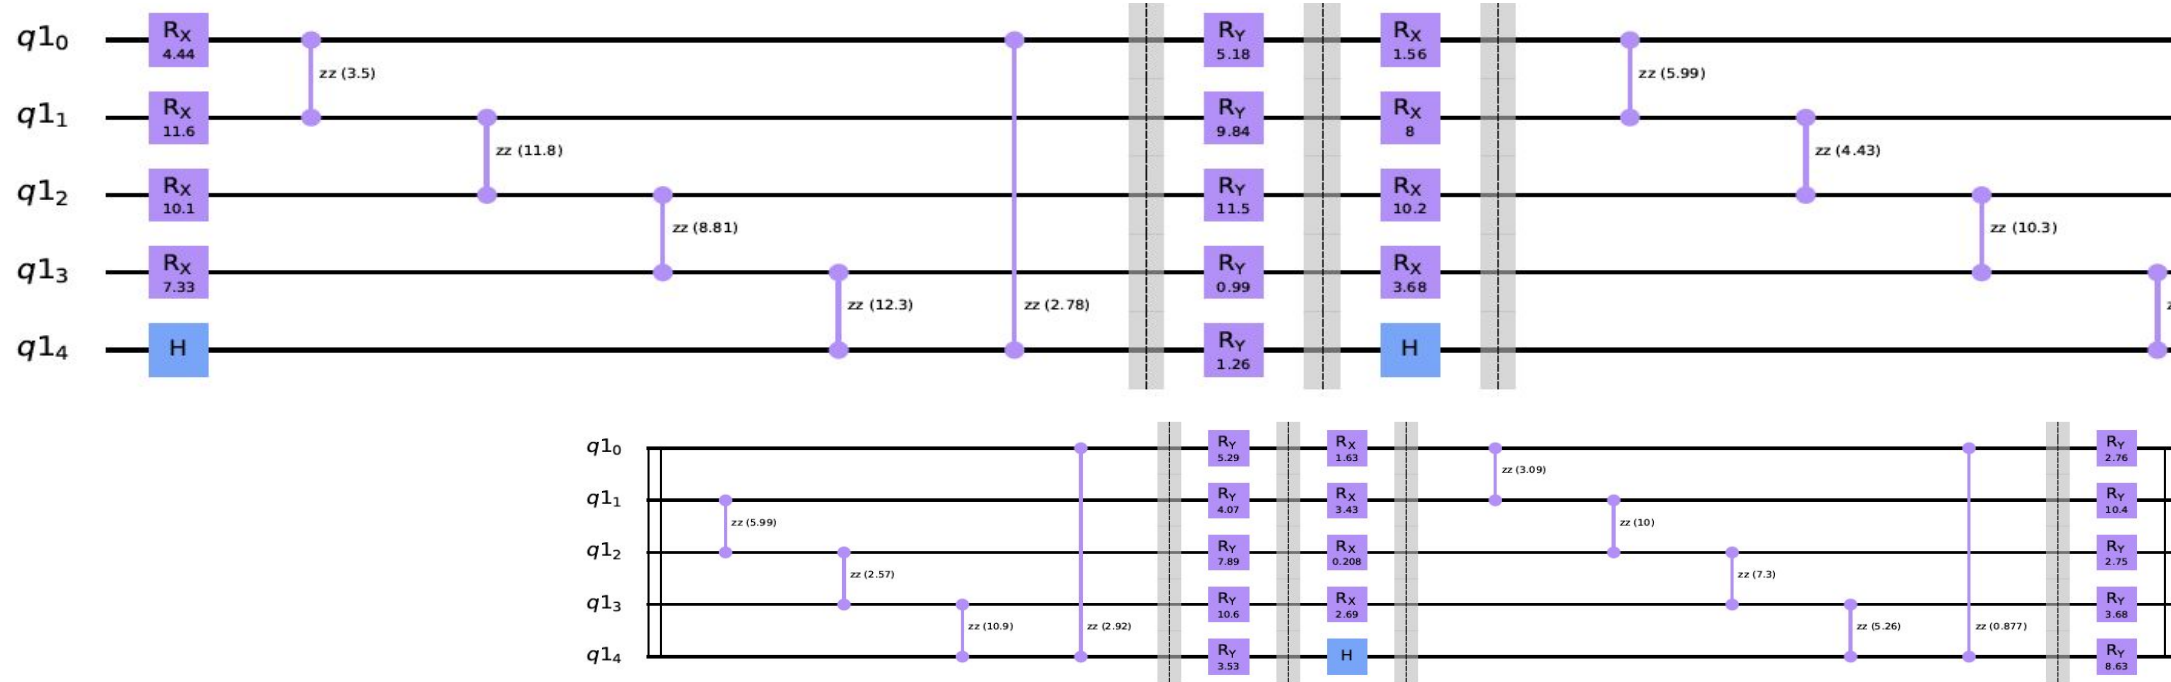 q1₀ R_X 4.44 R_Y 5.18 R_X 1.56
zz (3.5) zz (5.99)
q1₁ R_X 11.6 R_Y 9.84 R_X 8
zz (11.8) zz (4.43)
q1₂ R_X 10.1 R_Y 11.5 R_X 10.2
zz (8.81) zz (10.3)
q1₃ R_X 7.33 R_Y 0.99 R_X 3.68
zz (12.3) zz (2.78)
q1₄ H R_Y 1.26 H
q1₀ R_Y 5.29 R_X 1.63 R_Y 2.76
zz (3.09)
q1₁ R_Y 4.07 R_X 3.43 R_Y 10.4
zz (5.99) zz (10)
q1₂ R_Y 7.89 R_X 0.208 R_Y 2.75
zz (2.57) zz (7.3)
q1₃ R_Y 10.6 R_X 2.69 R_Y 3.68
zz (10.9) zz (2.92) zz (5.26) zz (0.877)
q1₄ R_Y 3.53 H R_Y 8.63